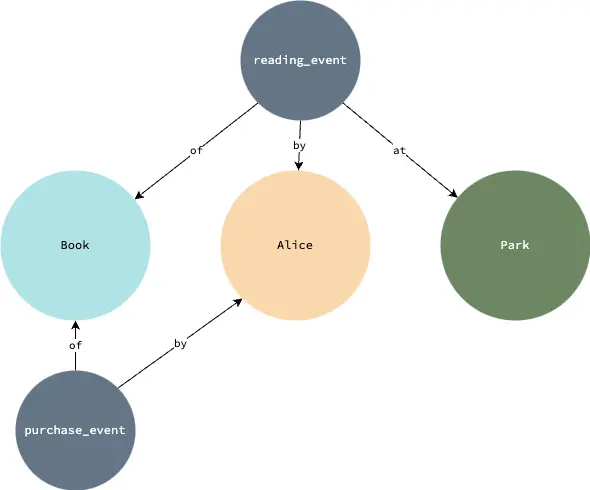 reading_event
of
by
at
Book
Alice
Park
of
by
purchase_event